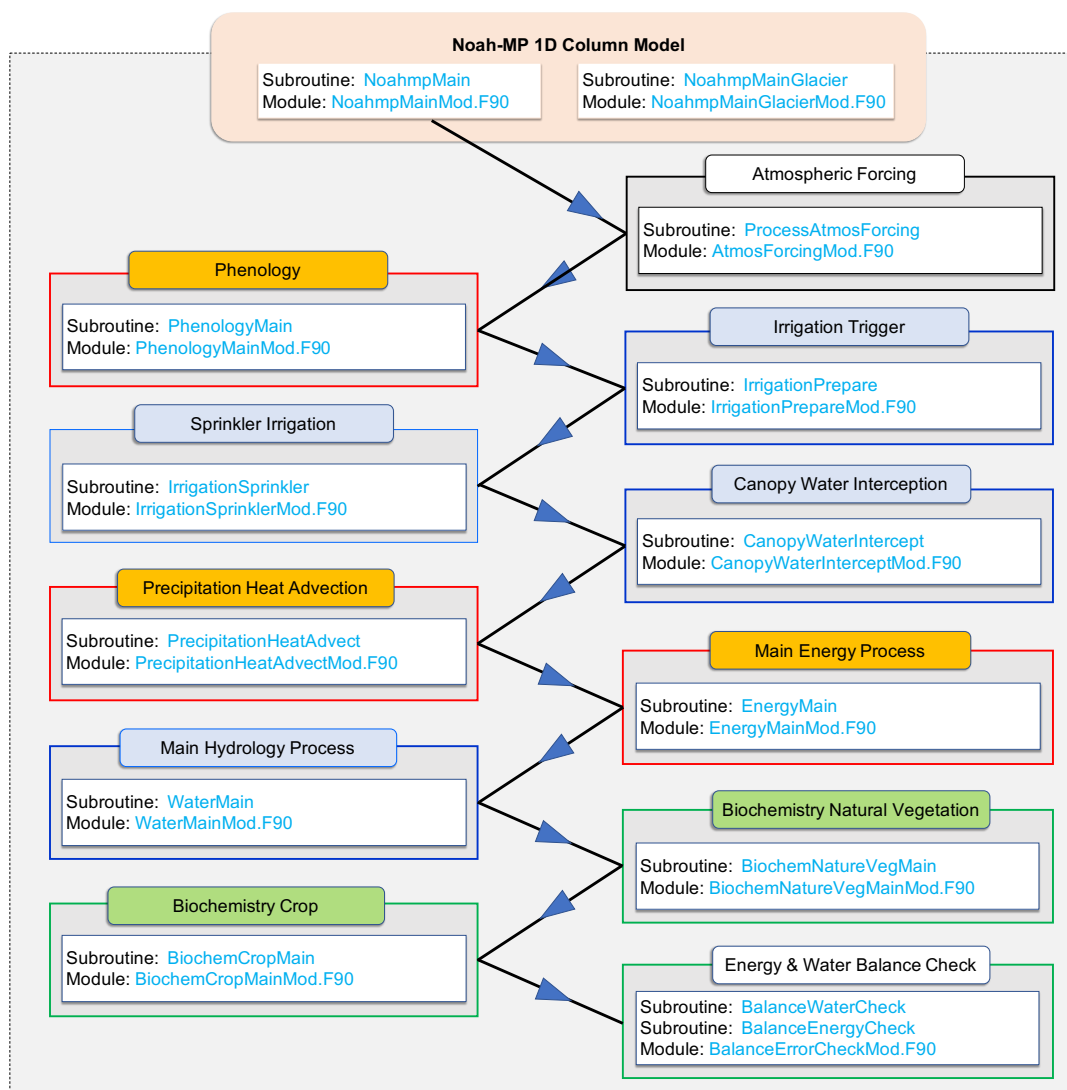 Noah-MP 1D Column Model
Subroutine: NoahmpMain
Module: NoahmpMainMod.F90
Subroutine: NoahmpMainGlacier
Module: NoahmpMainGlacierMod.F90
Atmospheric Forcing
Subroutine: ProcessAtmosForcing
Module: AtmosForcingMod.F90
Phenology
Subroutine: PhenologyMain
Module: PhenologyMainMod.F90
Irrigation Trigger
Subroutine: IrrigationPrepare
Module: IrrigationPrepareMod.F90
Sprinkler Irrigation
Subroutine: IrrigationSprinkler
Module: IrrigationSprinklerMod.F90
Canopy Water Interception
Subroutine: CanopyWaterIntercept
Module: CanopyWaterInterceptMod.F90
Precipitation Heat Advection
Subroutine: PrecipitationHeatAdvect
Module: PrecipitationHeatAdvectMod.F90
Main Energy Process
Subroutine: EnergyMain
Module: EnergyMainMod.F90
Main Hydrology Process
Subroutine: WaterMain
Module: WaterMainMod.F90
Biochemistry Natural Vegetation
Subroutine: BiochemNatureVegMain
Module: BiochemNatureVegMainMod.F90
Biochemistry Crop
Subroutine: BiochemCropMain
Module: BiochemCropMainMod.F90
Energy & Water Balance Check
Subroutine: BalanceWaterCheck
Subroutine: BalanceEnergyCheck
Module: BalanceErrorCheckMod.F90